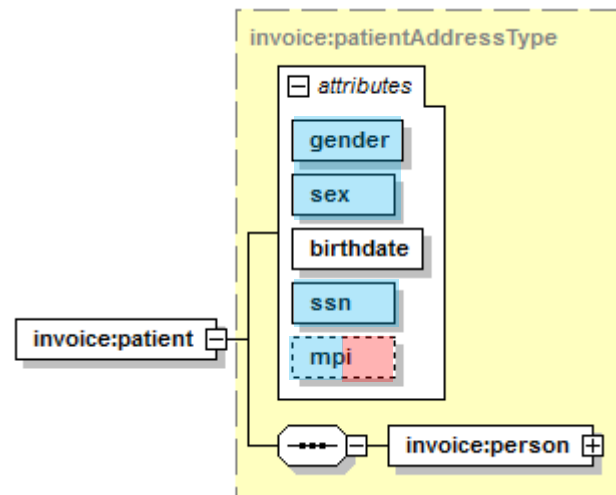 invoice:patientAddressType
attributes
gender
sex
birthdate
ssn
mpi
invoice:patient
invoice:person